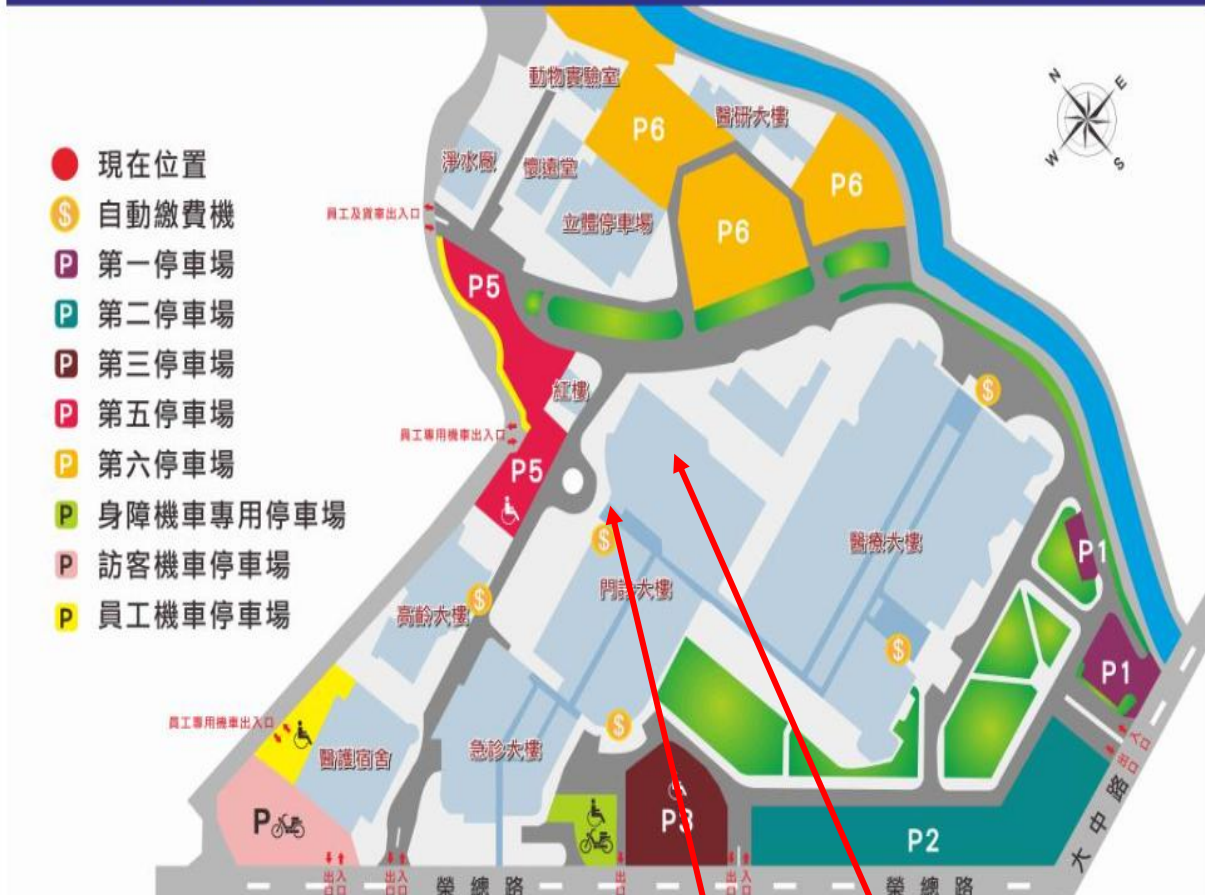 N
E
W
S
現在位置
$ 自動繳費機
P 第一停車場
P 第二停車場
P 第三停車場
P 第五停車場
P 第六停車場
P 身障機車專用停車場
P 訪客機車停車場
P 員工機車停車場
動物實驗室
P6
醫研大樓
淨水廠
懷遠堂
P6
員工及貨車出入口
立體停車場
P6
P5
紅樓
$
員工專用機車出入口
P5
$
醫療大樓
P1
門診大樓
高齡大樓
$
$
P1
員工專用機車出入口
醫護宿舍
急診大樓
$
出口
入口
P
P3
P2
大中路
出口
入口
出口
入口
榮總路
出口
出口
入口
榮總路